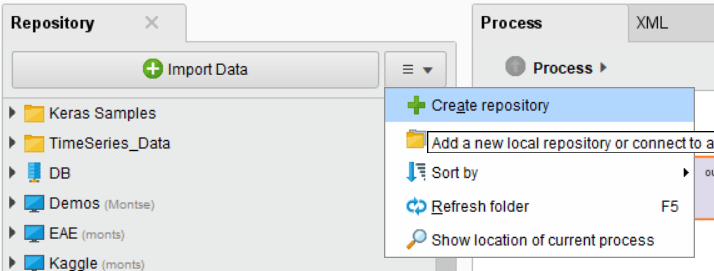 Repository
Process
XML
Import Data
Process
Keras Samples
TimeSeries_Data
DB
Demos (Montse)
EAE (monts)
Kaggle (monts)
Create repository
Add a new local repository or connect to a
Sort by
Refresh folder F5
Show location of current process